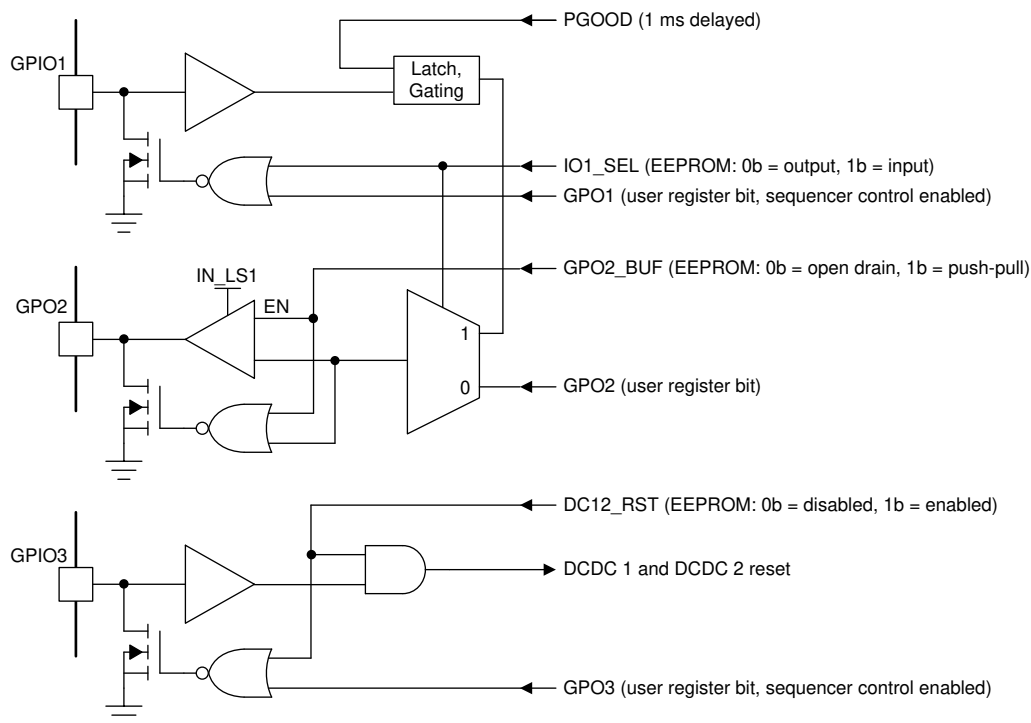 PGOOD (1 ms delayed)
GPIO1
Latch,
Gating
IO1_SEL (EEPROM: 0b = output, 1b = input)
GPO1 (user register bit, sequencer control enabled)
GPO2_BUF (EEPROM: 0b = open drain, 1b = push-pull)
IN_LS1
EN
GPO2
1
0
GPO2 (user register bit)
DC12_RST (EEPROM: 0b = disabled, 1b = enabled)
GPIO3
DCDC 1 and DCDC 2 reset
GPO3 (user register bit, sequencer control enabled)